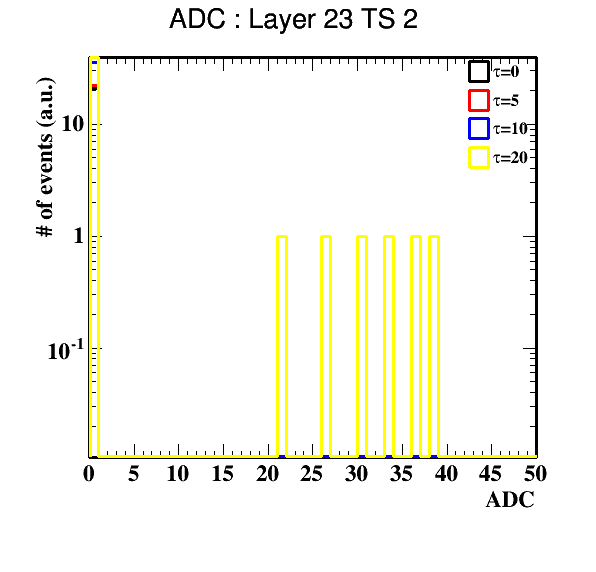 ADC : Layer 23 TS 2
# of events (a.u.)
10
1
10-1
τ=0
τ=5
τ=10
τ=20
0 5 10 15 20 25 30 35 40 45 50
ADC